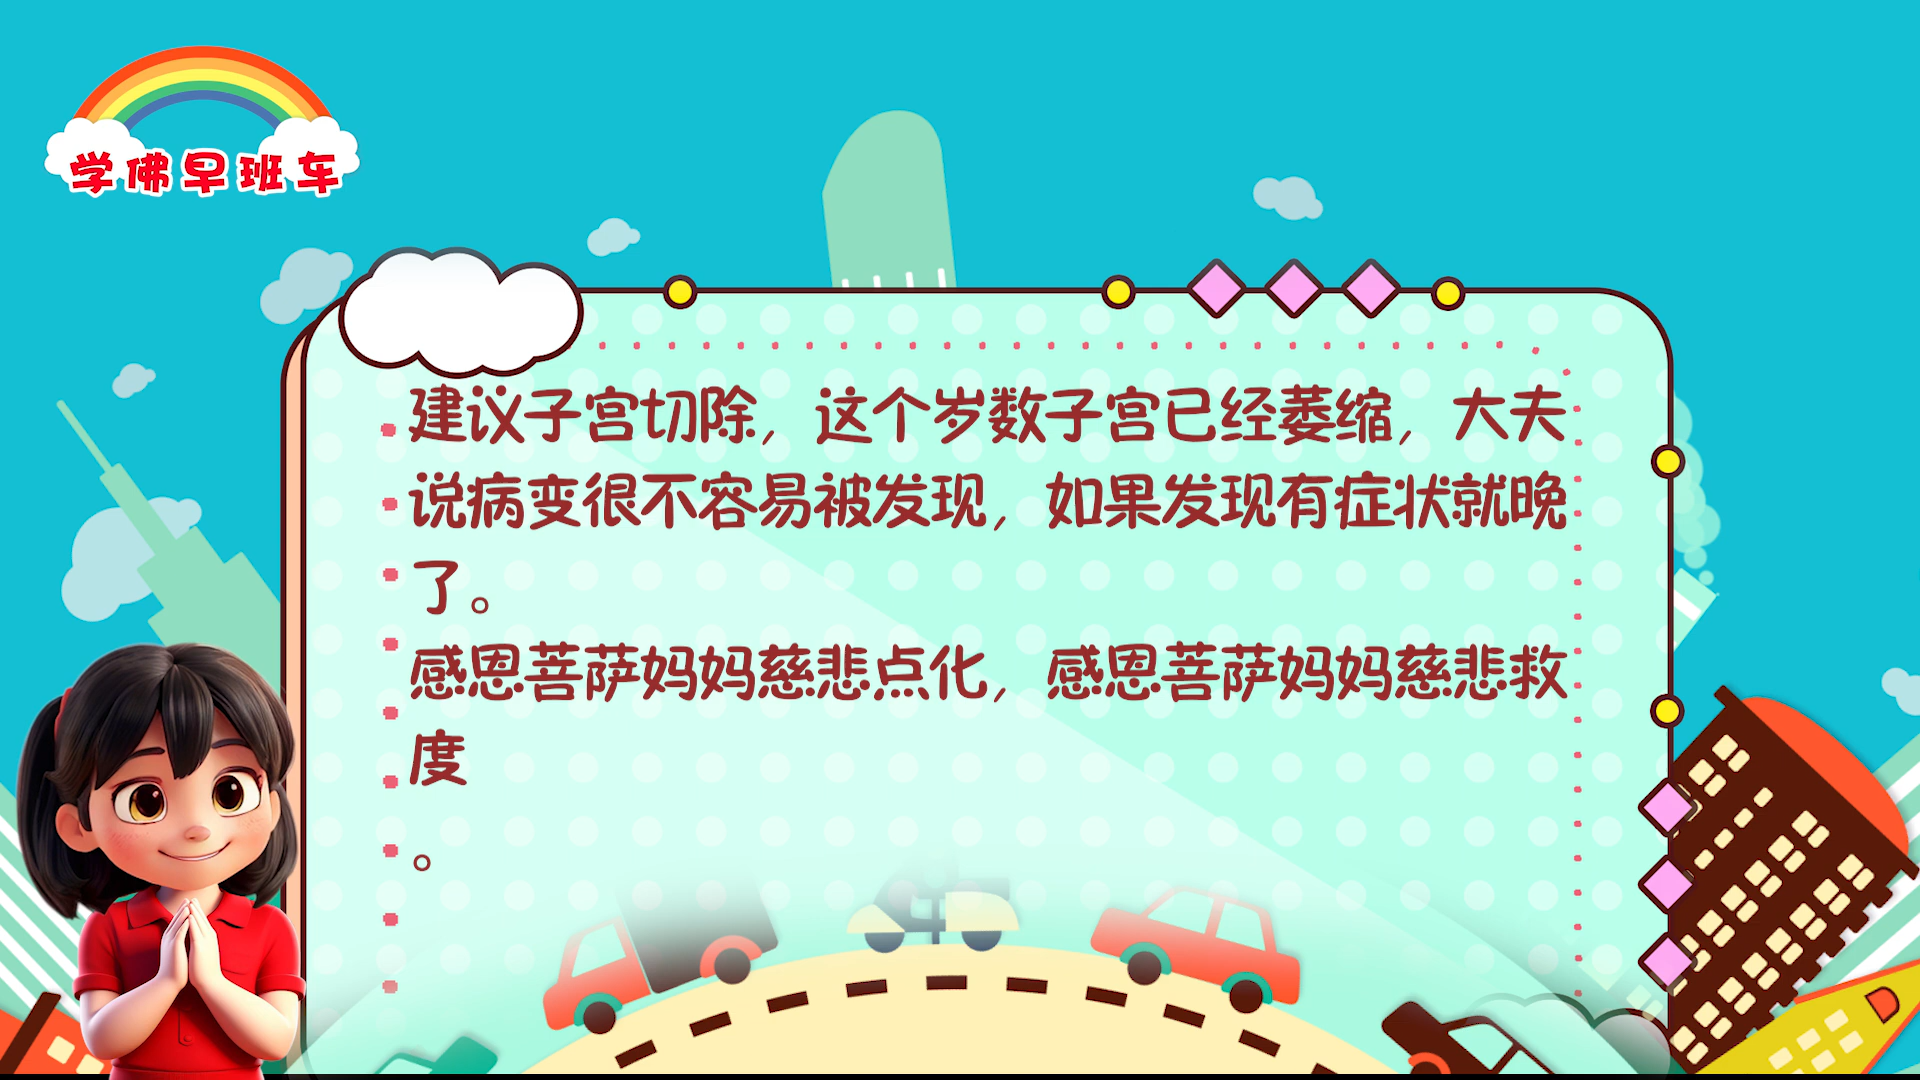 学佛早班车
建议子宫切除，这个岁数子宫已经萎缩，大夫
说病变很不容易被发现，如果发现有症状就晚
了。
感恩菩萨妈妈慈悲点化，感恩菩萨妈妈慈悲救
度
。